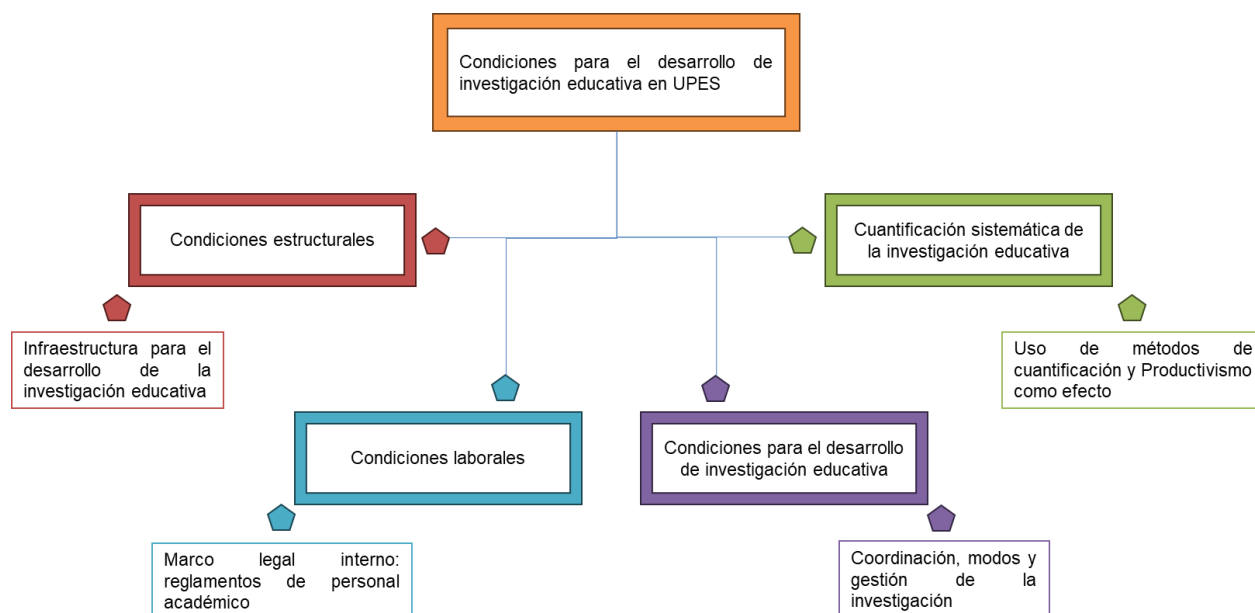 Condiciones para el desarrollo de
investigación educativa en UPES
Condiciones estructurales
Cuantificación sistemática de
la investigación educativa
Infraestructura para el
desarrollo de la
investigación educativa
Uso de métodos de
cuantificación y Productivismo
como efecto
Condiciones laborales
Condiciones para el desarrollo
de investigación educativa
Marco legal interno:
reglamentos de personal
académico
Coordinación, modos y
gestión de la
investigación